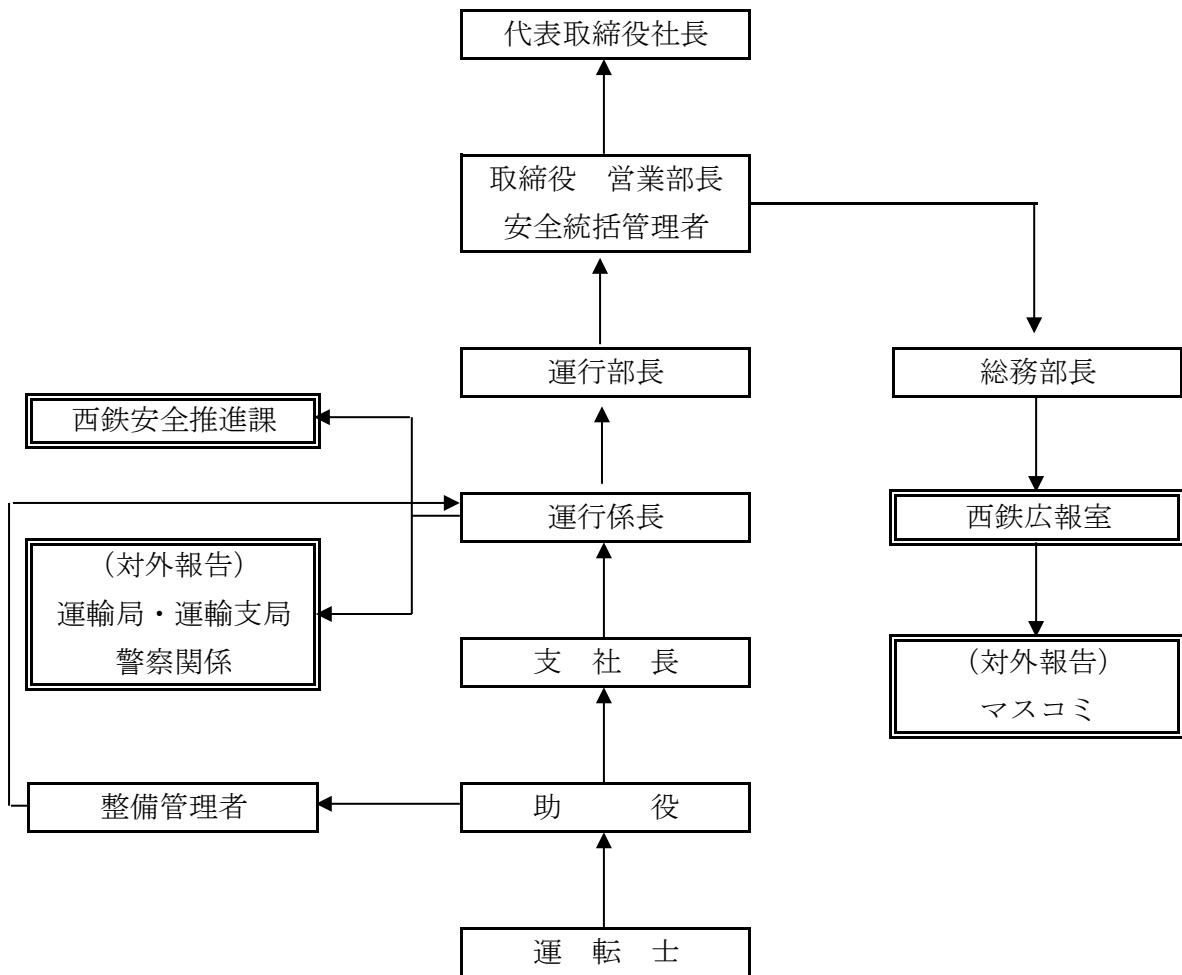 代表取締役社長
取締役　営業部長
安全統括管理者
運行部長
総務部長
西鉄安全推進課
運行係長
西鉄広報室
（対外報告）
運輸局・運輸支局
警察関係
支　社　長
（対外報告）
マスコミ
整備管理者
助　　　役
運　転　士